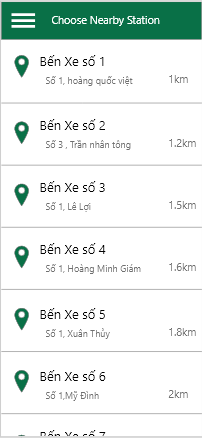 Choose Nearby Station
Bến Xe số 1
Số 1, hoàng quốc việt
1km
Bến Xe số 2
Số 3 , Trần nhân tông
1.2km
Bến Xe số 3
Số 1, Lê Lợi
1.5km
Bến Xe số 4
Số 1, Hoàng Minh Giám
1.6km
Bến Xe số 5
Số 1, Xuân Thủy
1.8km
Bến Xe số 6
Số 1,Mỹ Đình
2km
Bến Xe số 7